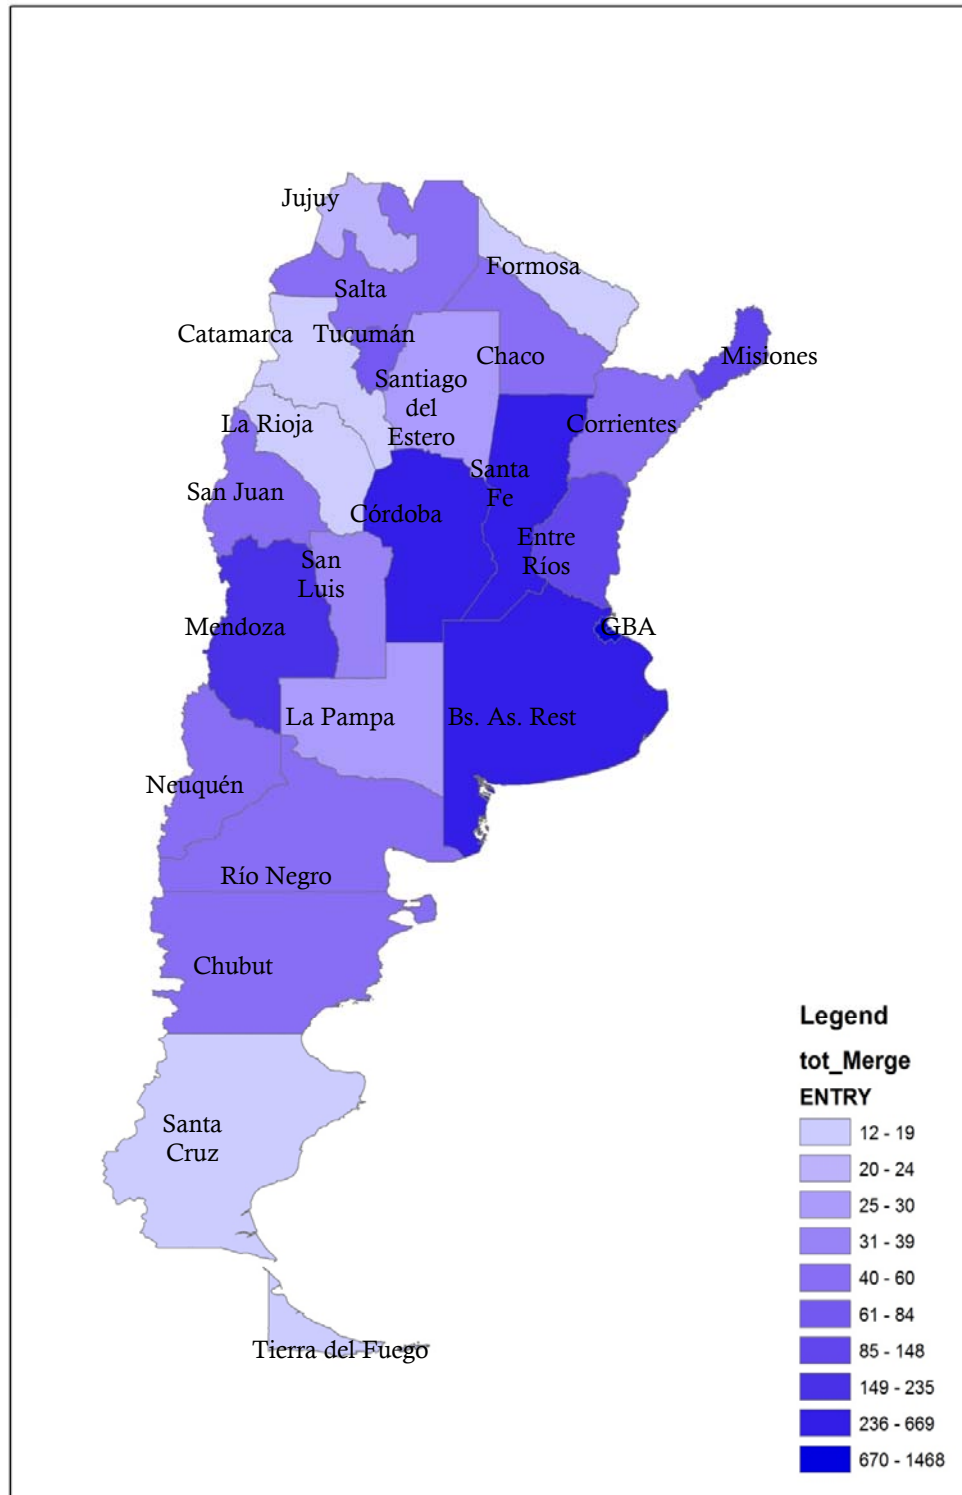 Jujuy
Formosa
Salta
Catamarca
Tucumán
Chaco
Misiones
Santiago
del
Estero
La Rioja
Corrientes
Santa
Fe
San Juan
Córdoba
Entre
Ríos
San
Luis
Mendoza
GBA
La Pampa
Bs. As. Rest
Neuquén
Río Negro
Chubut
Santa
Cruz
Tierra del Fuego
Legend
tot_Merge
ENTRY
12 - 19
20 - 24
25 - 30
31 - 39
40 - 60
61 - 84
85 - 148
149 - 235
236 - 669
670 - 1468